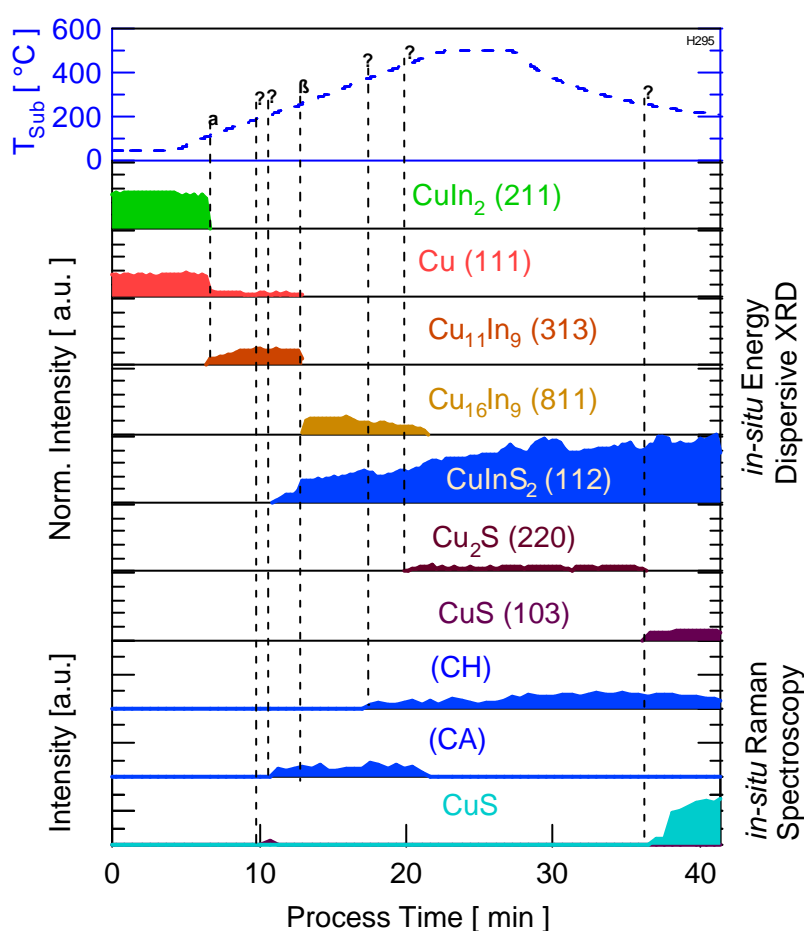 600
H295
400
200
0
T_Sub [ °C]
a
?
?
ß
?
?
?
CuIn₂ (211)
Cu (111)
Cu₁₁In₉ (313)
Cu₁₆In₉ (811)
CuInS₂ (112)
Cu₂S (220)
CuS (103)
(CH)
(CA)
CuS
Norm. Intensity [ a.u.]
Intensity [a.u.]
in-situ Energy
Dispersive XRD
in-situ Raman
Spectroscopy
0 10 20 30 40
Process Time [ min ]